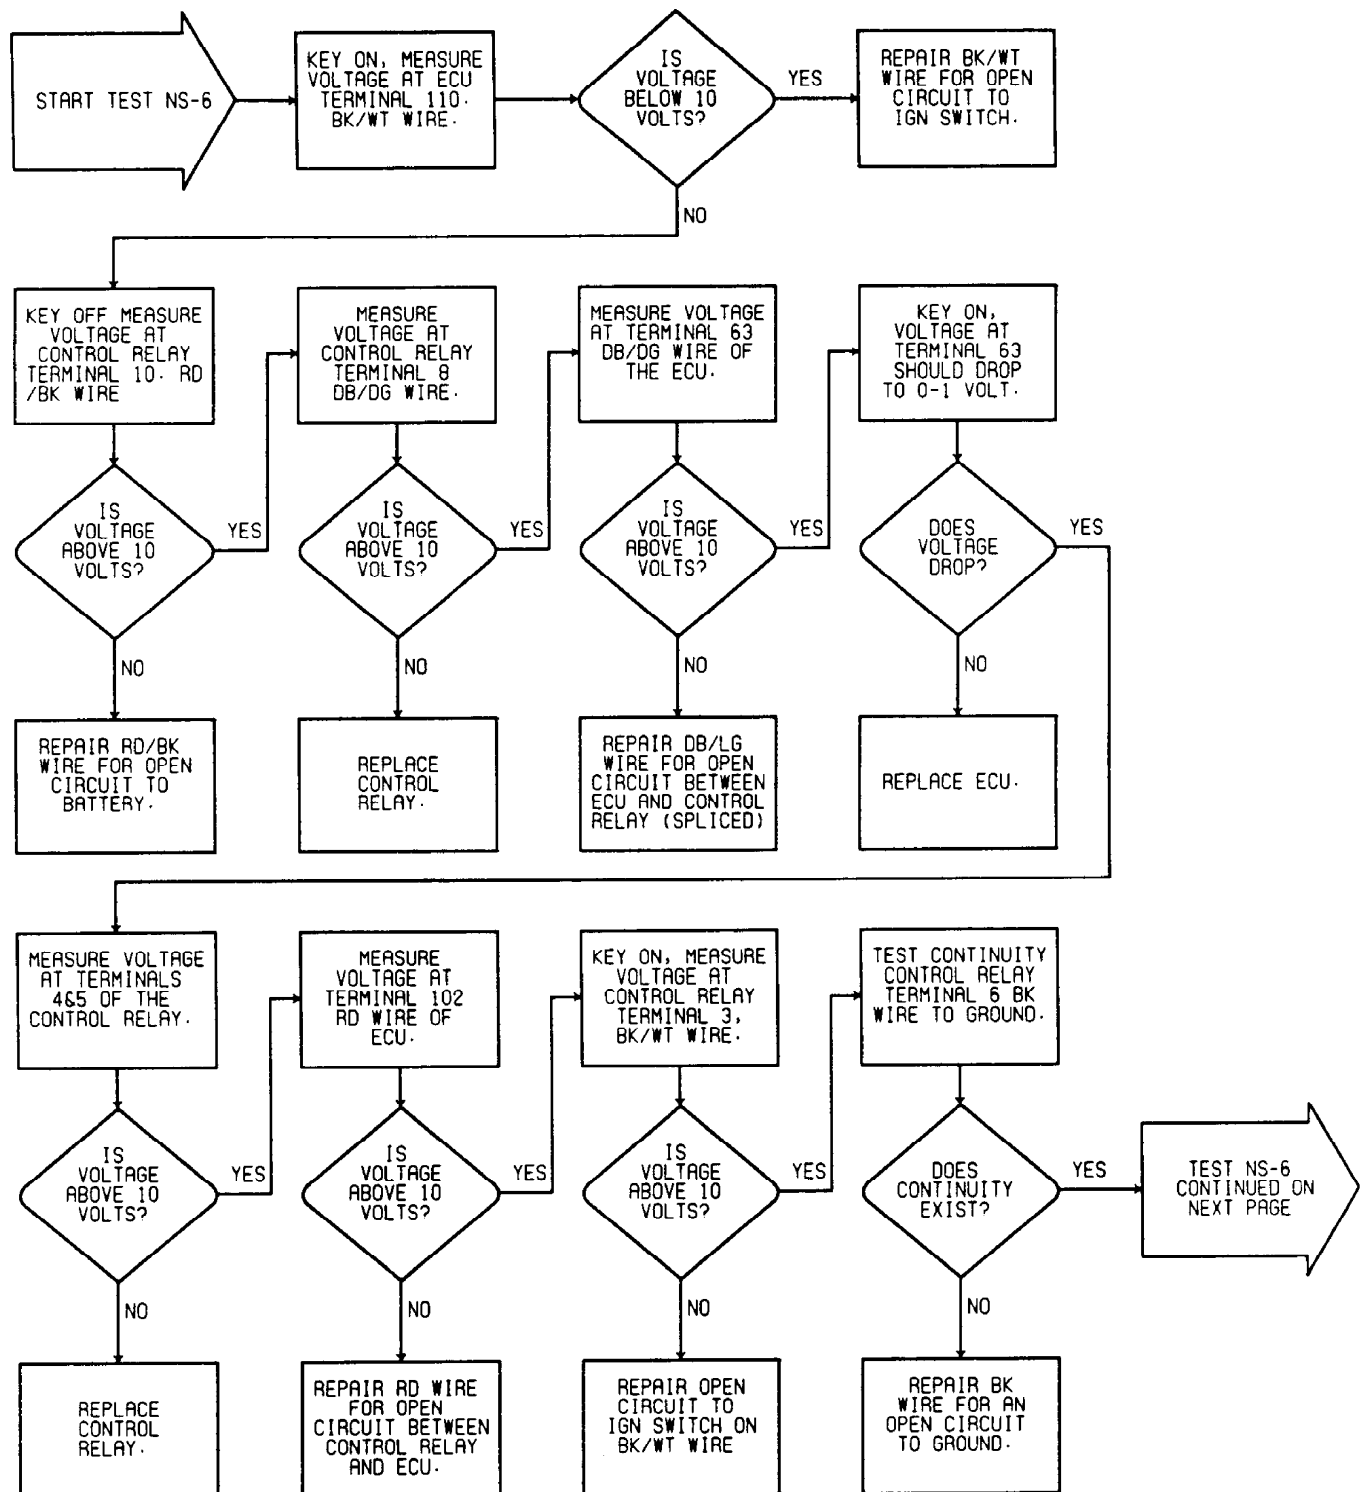 START TEST NS-6
KEY ON, MEASURE
VOLTAGE AT ECU
TERMINAL 110.
BK/WT WIRE.
IS
VOLTAGE
BELOW 10
VOLTS?
YES
REPAIR BK/WT
WIRE FOR OPEN
CIRCUIT TO
IGN SWITCH.
NO
KEY OFF MEASURE
VOLTAGE AT
CONTROL RELAY
TERMINAL 10. RD
/BK WIRE
MEASURE
VOLTAGE AT
CONTROL RELAY
TERMINAL 8
DB/DG WIRE.
MEASURE VOLTAGE
AT TERMINAL 63
DB/DG WIRE OF
THE ECU.
KEY ON,
VOLTAGE AT
TERMINAL 63
SHOULD DROP
TO 0-1 VOLT.
IS
VOLTAGE
ABOVE 10
VOLTS?
YES
IS
VOLTAGE
ABOVE 10
VOLTS?
YES
IS
VOLTAGE
ABOVE 10
VOLTS?
YES
DOES
VOLTAGE
DROP?
YES
NO
NO
NO
NO
REPAIR RD/BK
WIRE FOR OPEN
CIRCUIT TO
BATTERY.
REPLACE
CONTROL
RELAY.
REPAIR DB/LG
WIRE FOR OPEN
CIRCUIT BETWEEN
ECU AND CONTROL
RELAY (SPLICED)
REPLACE ECU.
MEASURE VOLTAGE
AT TERMINALS
4&5 OF THE
CONTROL RELAY.
MEASURE
VOLTAGE AT
TERMINAL 102
RD WIRE OF
ECU.
KEY ON, MEASURE
VOLTAGE AT
CONTROL RELAY
TERMINAL 3,
BK/WT WIRE.
TEST CONTINUITY
CONTROL RELAY
TERMINAL 6 BK
WIRE TO GROUND.
IS
VOLTAGE
ABOVE 10
VOLTS?
YES
IS
VOLTAGE
ABOVE 10
VOLTS?
YES
IS
VOLTAGE
ABOVE 10
VOLTS?
YES
DOES
CONTINUITY
EXIST?
YES
TEST NS-6
CONTINUED ON
NEXT PAGE
NO
NO
NO
NO
REPLACE
CONTROL
RELAY.
REPAIR RD WIRE
FOR OPEN
CIRCUIT BETWEEN
CONTROL RELAY
AND ECU.
REPAIR OPEN
CIRCUIT TO
IGN SWITCH ON
BK/WT WIRE
REPAIR BK
WIRE FOR AN
OPEN CIRCUIT
TO GROUND.